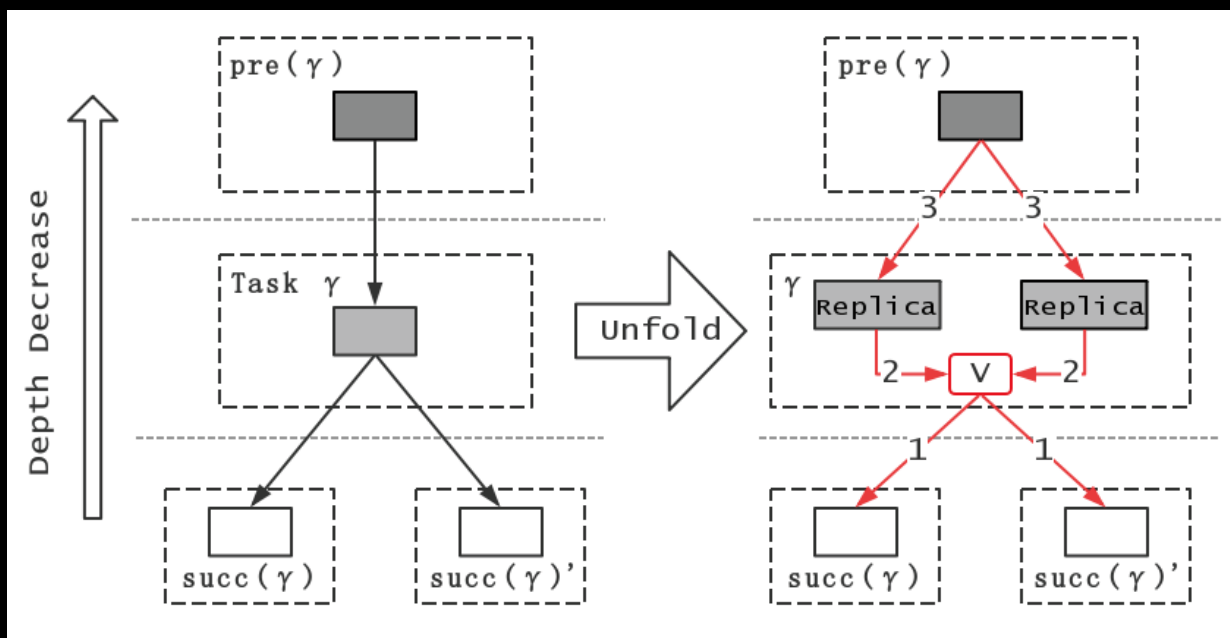 Depth Decrease
pre(γ)
Task γ
succ(γ)
succ(γ)'
Unfold
pre(γ)
3
3
γ
Replica
Replica
2
V
2
1
1
succ(γ)
succ(γ)'